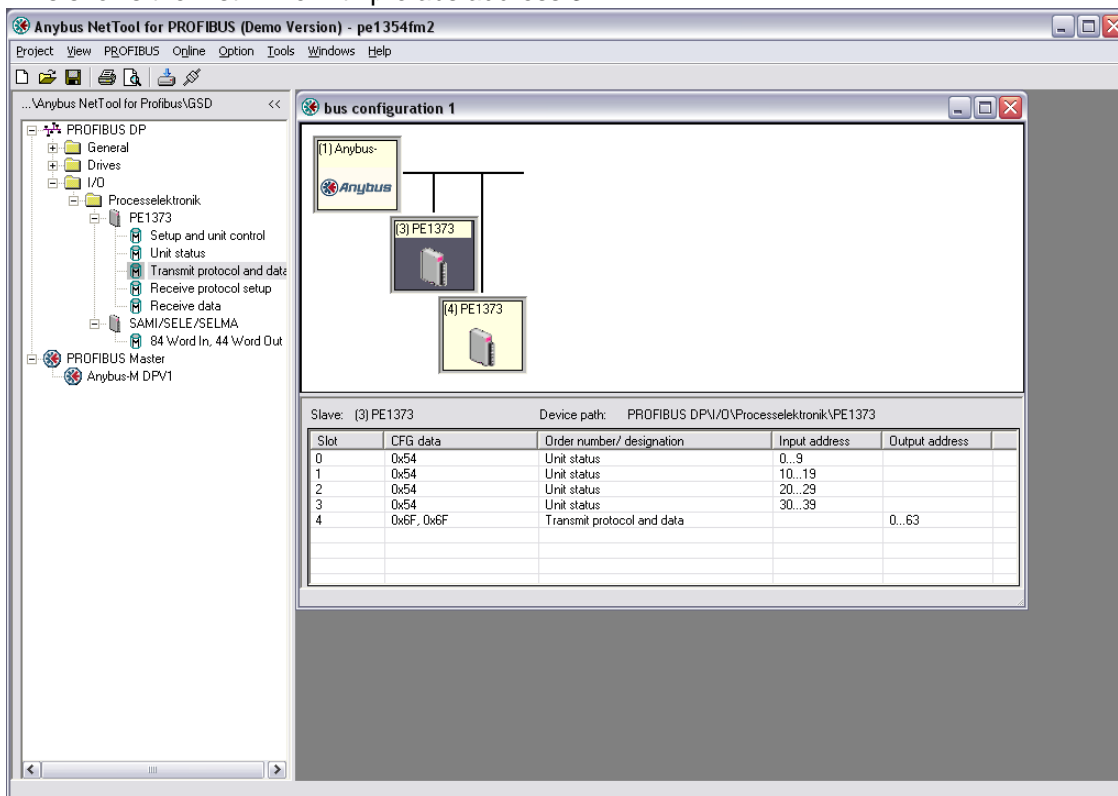 Anybus NetTool for PROFIBUS (Demo Version) - pe1354fm2
Project View PROFIBUS Online Option Tools Windows Help
...\Anybus NetTool for Profibus\GSD <<
PROFIBUS DP
General
Drives
I/O
Processelektronik
PE1373
Setup and unit control
Unit status
Transmit protocol and data
Receive protocol setup
Receive data
SAMI/SELE/SELMA
84 Word In, 44 Word Out
PROFIBUS Master
Anybus-M DPV1
bus configuration 1
(1) Anybus-
Anybus
(3) PE1373
(4) PE1373
Slave: (3) PE1373 Device path: PROFIBUS DP\I/O\Processelektronik\PE1373
Slot CFG data Order number/ designation Input address Output address
0 0x54 Unit status 0...9
1 0x54 Unit status 10...19
2 0x54 Unit status 20...29
3 0x54 Unit status 30...39
4 0x6F, 0x6F Transmit protocol and data 0...63